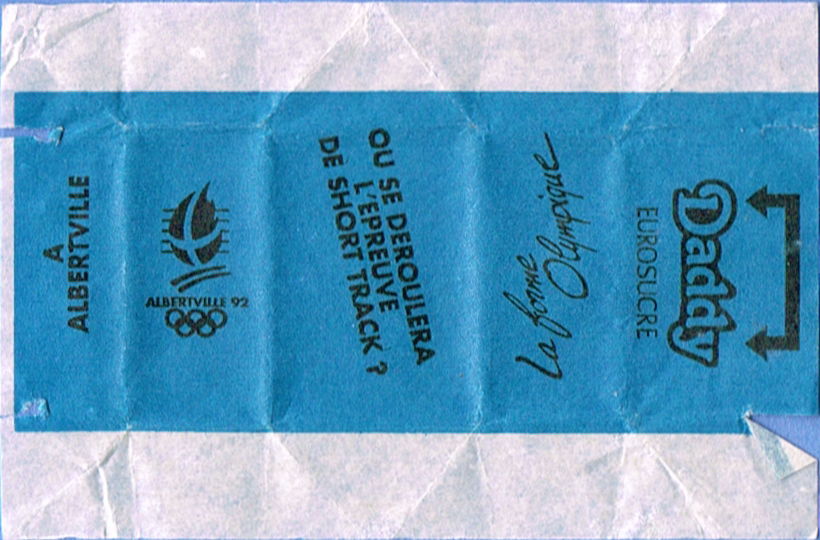 Daddy
EUROSUCRE
La forme
Olympique
OU SE DEROULERA
L'EPREUVE
DE SHORT TRACK ?
ALBERTVILLE 92
A
ALBERTVILLE